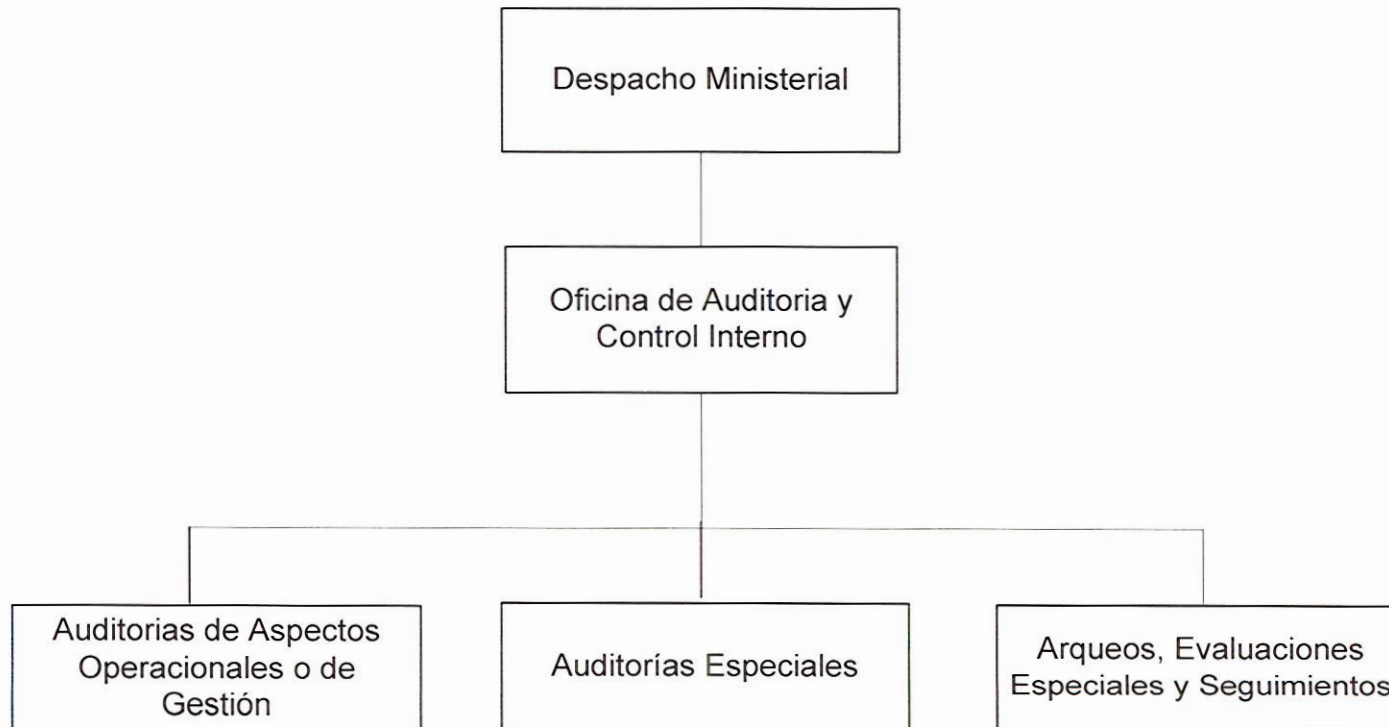 Despacho Ministerial
Oficina de Auditoria y
Control Interno
Auditorias de Aspectos
Operacionales o de
Gestión
Auditorías Especiales
Arqueos, Evaluaciones
Especiales y Seguimientos